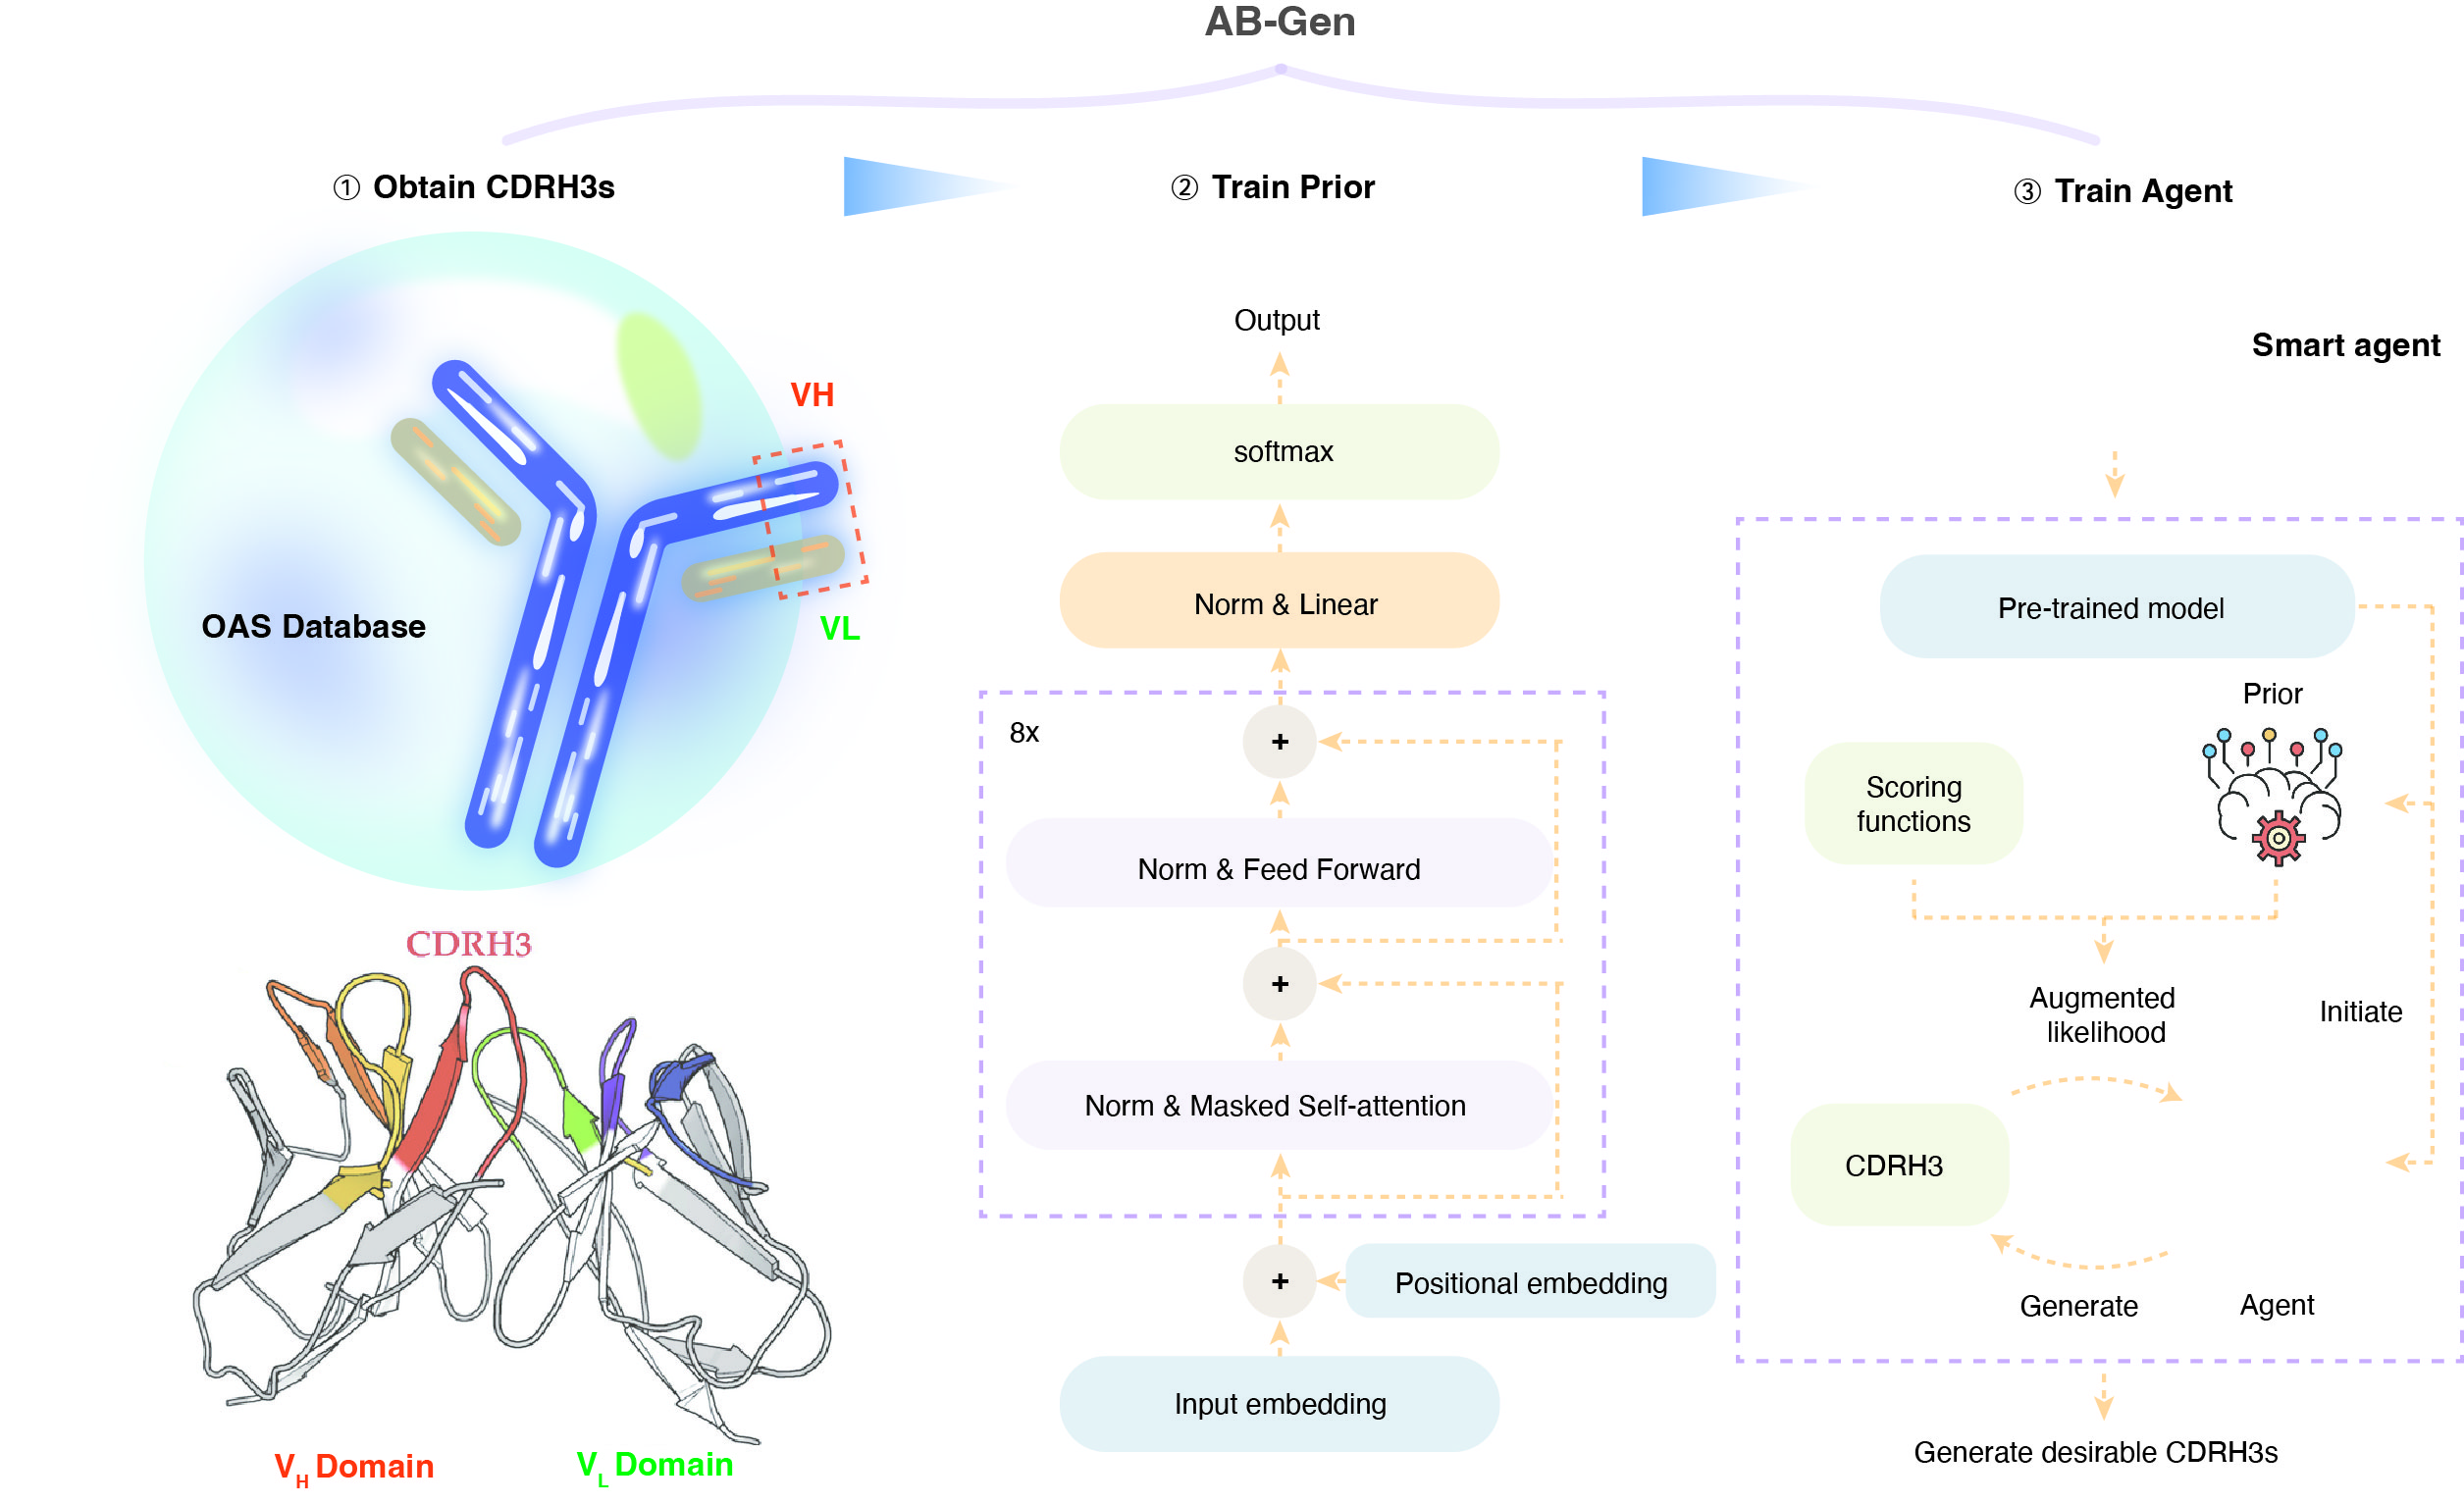 AB-Gen
① Obtain CDRH3s
② Train Prior
③ Train Agent
VH
OAS Database
VL
CDRH3
VH Domain
VL Domain
Output
softmax
Norm & Linear
8x
+
Norm & Feed Forward
+
Norm & Masked Self-attention
+
Positional embedding
Input embedding
Smart agent
Pre-trained model
Prior
Scoring
functions
Augmented
likelihood
Initiate
CDRH3
Generate
Agent
Generate desirable CDRH3s